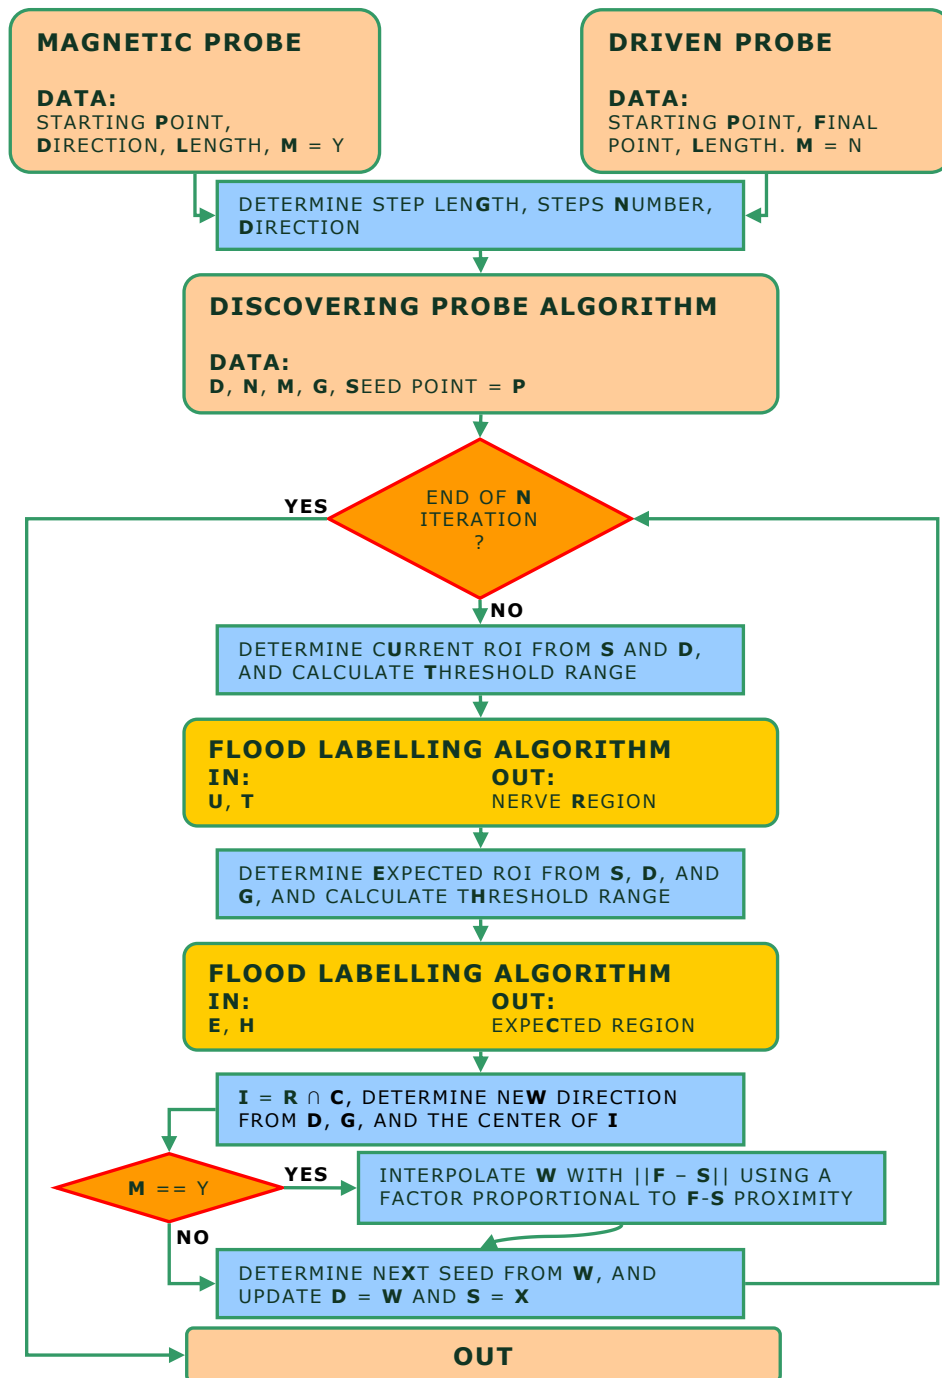 MAGNETIC PROBE
DATA:
STARTING POINT,
DIRECTION, LENGTH, M = Y
DRIVEN PROBE
DATA:
STARTING POINT, FINAL
POINT, LENGTH. M = N
DETERMINE STEP LENGTH, STEPS NUMBER,
DIRECTION
DISCOVERING PROBE ALGORITHM
DATA:
D, N, M, G, SEED POINT = P
END OF N
ITERATION
?
YES
NO
DETERMINE CURRENT ROI FROM S AND D,
AND CALCULATE THRESHOLD RANGE
FLOOD LABELLING ALGORITHM
IN:
U, T
OUT:
NERVE REGION
DETERMINE EXPECTED ROI FROM S, D, AND
G, AND CALCULATE THRESHOLD RANGE
FLOOD LABELLING ALGORITHM
IN:
E, H
OUT:
EXPECTED REGION
I = R ∩ C, DETERMINE NEW DIRECTION
FROM D, G, AND THE CENTER OF I
M == Y
YES
INTERPOLATE W WITH ||F – S|| USING A
FACTOR PROPORTIONAL TO F-S PROXIMITY
NO
DETERMINE NEXT SEED FROM W, AND
UPDATE D = W AND S = X
OUT